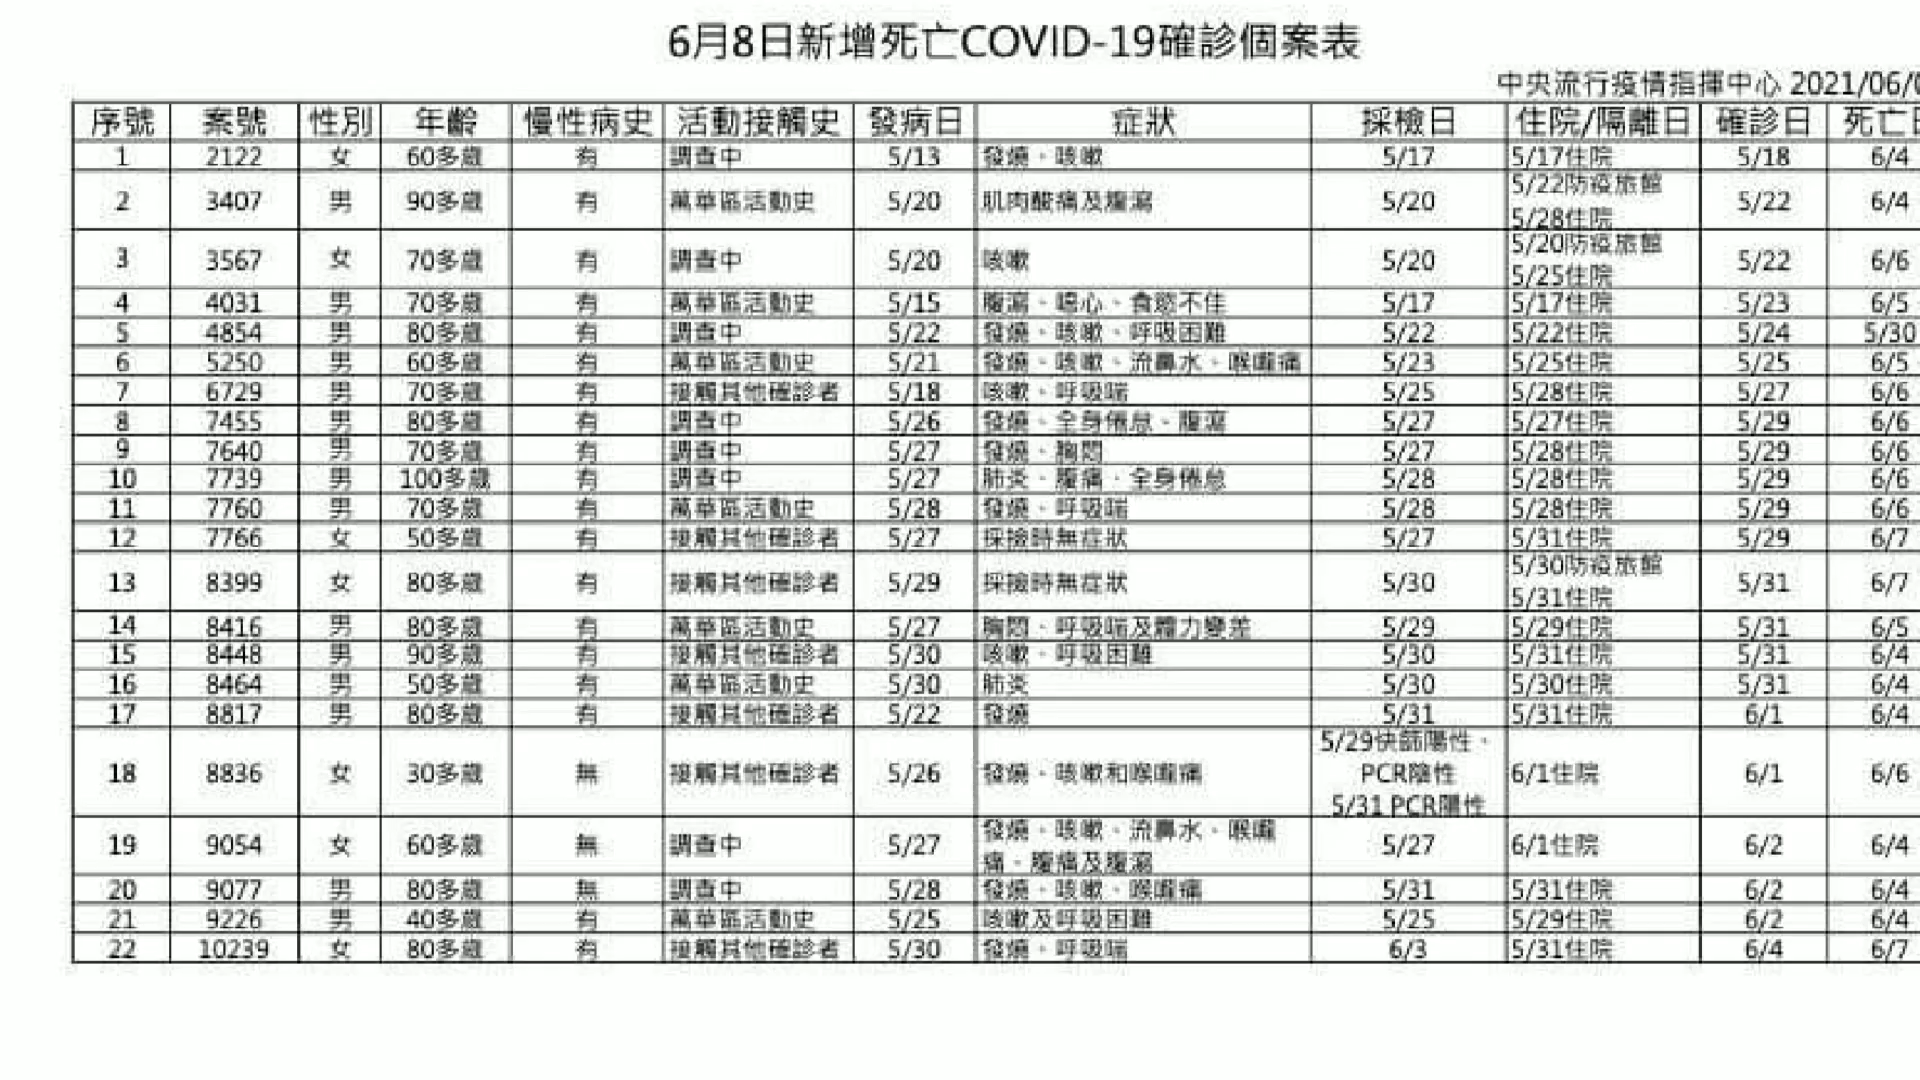 6月8日新增死亡COVID-19確診個案表
中央流行疫情指揮中心 2021/06/0
序號 案號 性別 年齡 慢性病史 活動接觸史 發病日 症狀 採檢日 住院/隔離日 確診日 死亡日
1 2122 女 60多歲 有 調查中 5/13 發燒、咳嗽 5/17 5/17住院 5/18 6/4
2 3407 男 90多歲 有 萬華區活動史 5/20 肌肉酸痛及腹瀉 5/20 5/22防疫旅館 5/22 6/4
5/28住院
3 3567 女 70多歲 有 調查中 5/20 咳嗽 5/20 5/20防疫旅館 5/22 6/6
5/25住院
4 4031 男 70多歲 有 萬華區活動史 5/15 腹瀉、噁心、食慾不佳 5/17 5/17住院 5/23 6/5
5 4854 男 80多歲 有 調查中 5/22 發燒、咳嗽、呼吸困難 5/22 5/22住院 5/24 5/30
6 5250 男 60多歲 有 萬華區活動史 5/21 發燒、咳嗽、流鼻水、喉嚨痛 5/23 5/25住院 5/25 6/5
7 6729 男 70多歲 有 接觸其他確診者 5/18 咳嗽、呼吸喘 5/25 5/28住院 5/27 6/6
8 7455 男 80多歲 有 調查中 5/26 發燒、全身倦怠、腹瀉 5/27 5/27住院 5/29 6/6
9 7640 男 70多歲 有 調查中 5/27 發燒、胸悶 5/27 5/28住院 5/29 6/6
10 7739 男 100多歲 有 調查中 5/27 肺炎、腹痛、全身倦怠 5/28 5/28住院 5/29 6/6
11 7760 男 70多歲 有 萬華區活動史 5/28 發燒、呼吸喘 5/28 5/28住院 5/29 6/6
12 7766 女 50多歲 有 接觸其他確診者 5/27 採檢時無症狀 5/27 5/31住院 5/29 6/7
13 8399 女 80多歲 有 接觸其他確診者 5/29 採檢時無症狀 5/30 5/30防疫旅館 5/31 6/7
5/31住院
14 8416 男 80多歲 有 萬華區活動史 5/27 胸悶、呼吸喘及體力變差 5/29 5/29住院 5/31 6/5
15 8448 男 90多歲 有 接觸其他確診者 5/30 咳嗽、呼吸困難 5/30 5/31住院 5/31 6/4
16 8464 男 50多歲 有 萬華區活動史 5/30 肺炎 5/30 5/30住院 5/31 6/4
17 8817 男 80多歲 有 接觸其他確診者 5/22 發燒 5/31 5/31住院 6/1 6/4
18 8836 女 30多歲 無 接觸其他確診者 5/26 發燒、咳嗽和喉嚨痛 5/29快篩陽性、 6/1住院 6/1 6/6
PCR陰性
5/31 PCR陽性
19 9054 女 60多歲 無 調查中 5/27 發燒、咳嗽、流鼻水、喉嚨 5/27 6/1住院 6/2 6/4
痛、腹痛及腹瀉
20 9077 男 80多歲 無 調查中 5/28 發燒、咳嗽、喉嚨痛 5/31 5/31住院 6/2 6/4
21 9226 男 40多歲 有 萬華區活動史 5/25 咳嗽及呼吸困難 5/25 5/29住院 6/2 6/4
22 10239 女 80多歲 有 接觸其他確診者 5/30 發燒、呼吸喘 6/3 5/31住院 6/4 6/7